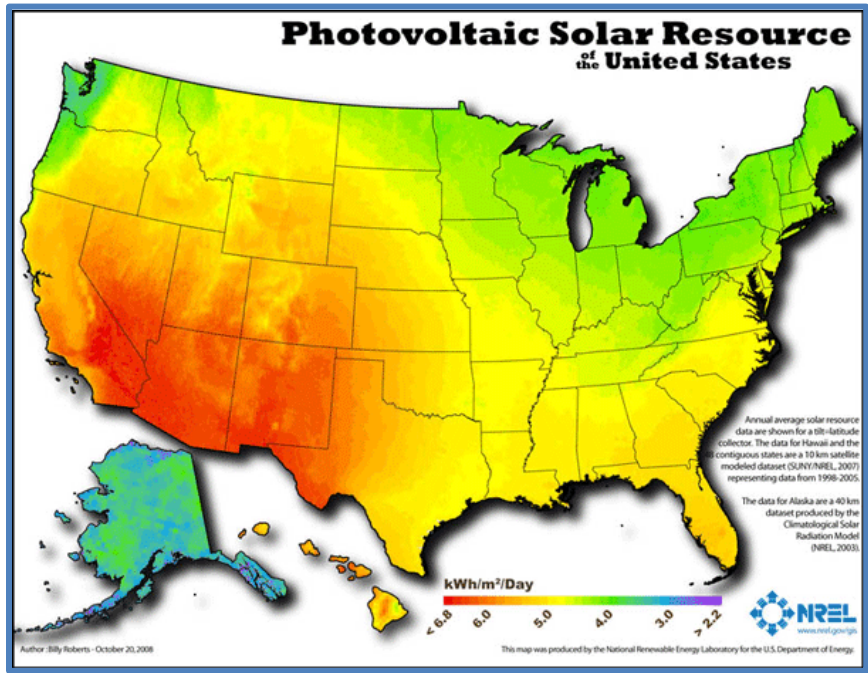 Photovoltaic Solar Resource
of the United States
Annual average solar resource
data are shown for a tilt=latitude
collector. The data for Hawaii and the
48 contiguous states are a 10 km satellite
modeled dataset (SUNY/NREL, 2007)
representing data from 1998-2005.
The data for Alaska are a 40 km
dataset produced by the
Climatological Solar
Radiation Model
(NREL, 2003).
kWh/m²/Day
< 6.8 6.0 5.0 4.0 3.0 > 2.2
NREL
www.nrel.gov/gis
Author : Billy Roberts - October 20, 2008
This map was produced by the National Renewable Energy Laboratory for the U.S. Department of Energy.